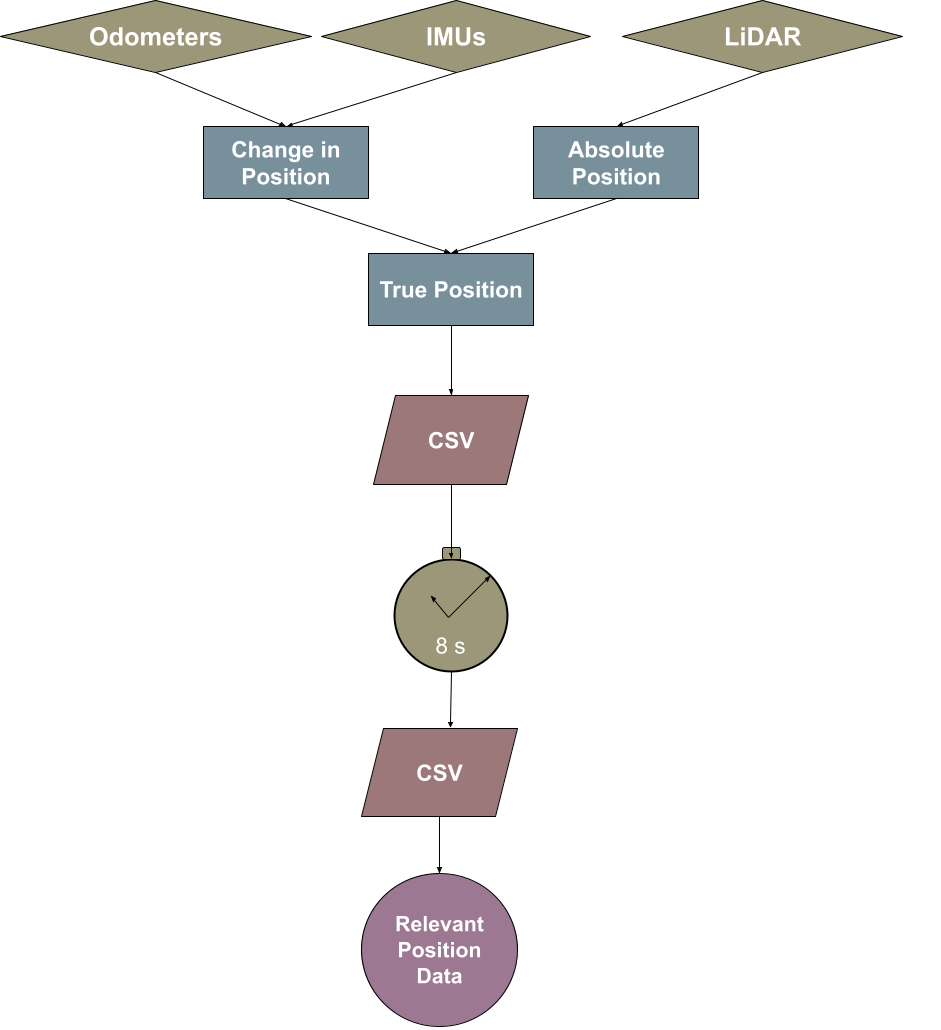 Odometers
IMUs
LiDAR
Change in
Position
Absolute
Position
True Position
CSV
8 s
CSV
Relevant
Position
Data